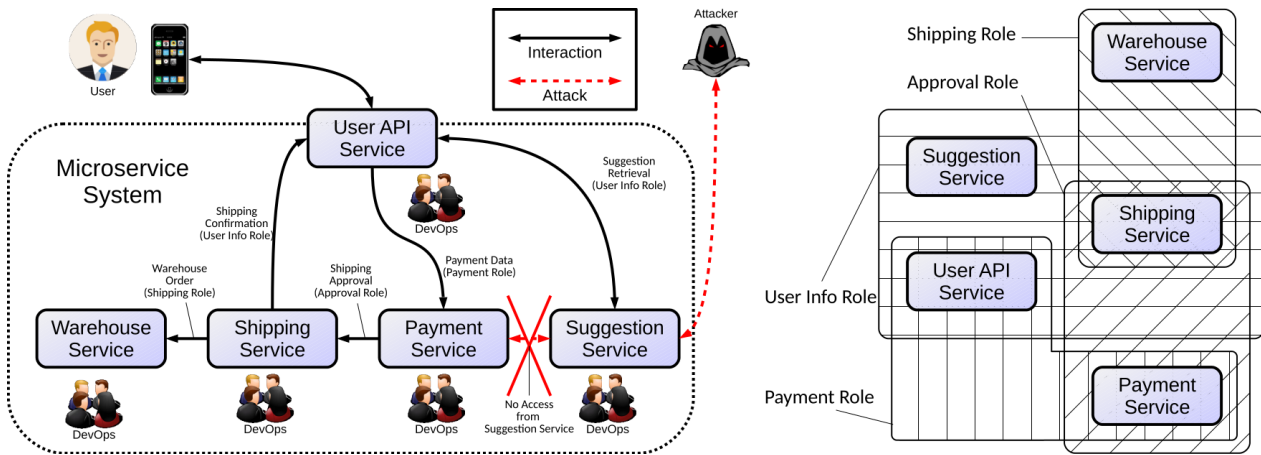 User
Interaction
Attack
Attacker
Microservice
System
User API
Service
DevOps
Suggestion
Retrieval
(User Info Role)
Shipping
Confirmation
(User Info Role)
Payment Data
(Payment Role)
Warehouse
Order
(Shipping Role)
Shipping
Approval
(Approval Role)
Warehouse
Service
DevOps
Shipping
Service
DevOps
Payment
Service
DevOps
No Access
from
Suggestion Service
Suggestion
Service
DevOps
Shipping Role
Approval Role
User Info Role
Payment Role
Warehouse
Service
Suggestion
Service
Shipping
Service
User API
Service
Payment
Service